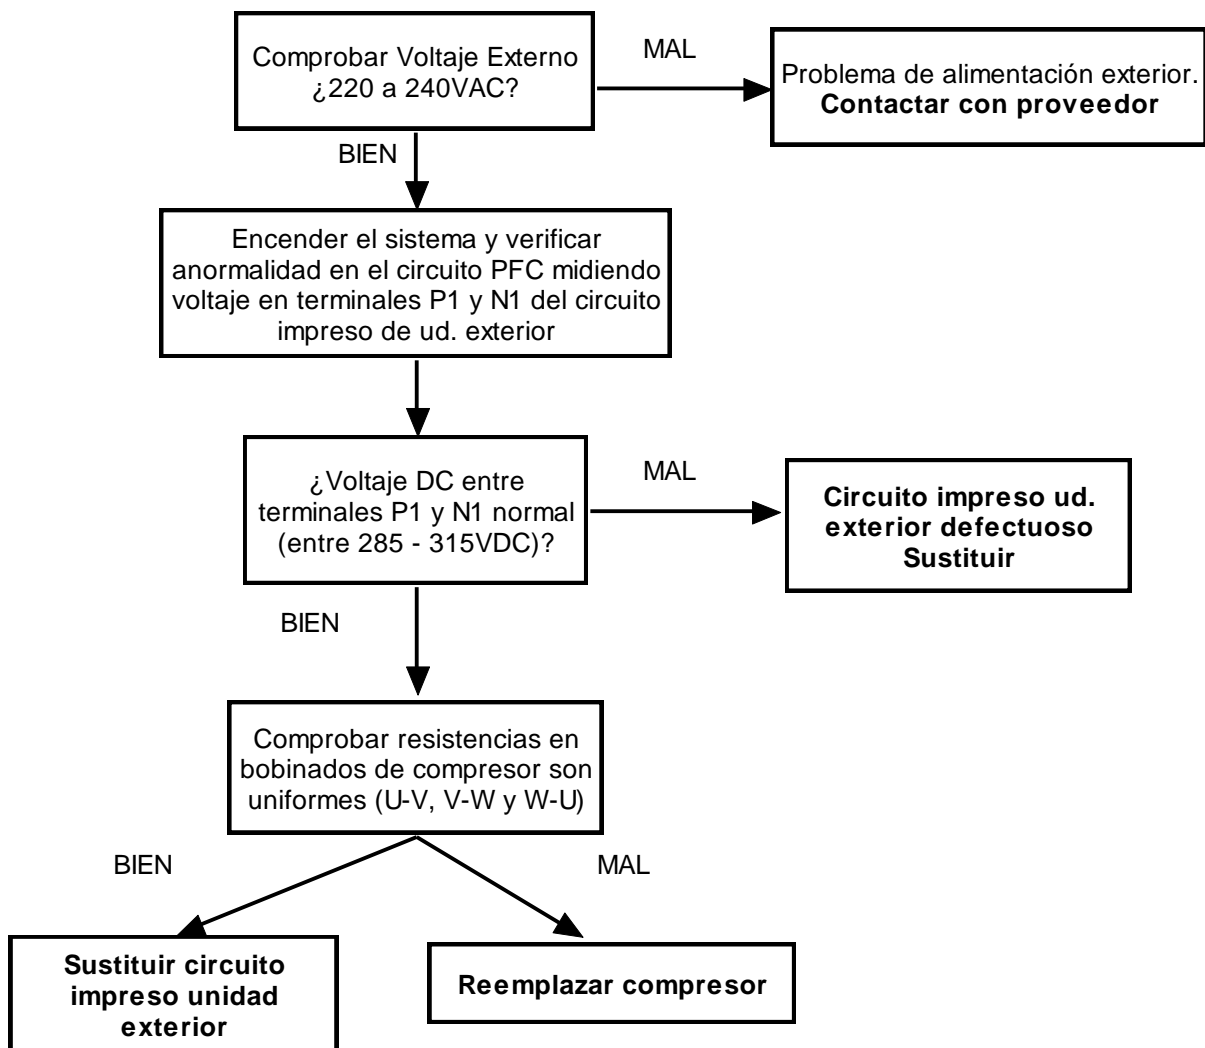 Comprobar Voltaje Externo
¿220 a 240VAC?
MAL
Problema de alimentación exterior.
Contactar con proveedor
BIEN
Encender el sistema y verificar
anormalidad en el circuito PFC midiendo
voltaje en terminales P1 y N1 del circuito
impreso de ud. exterior
¿Voltaje DC entre
terminales P1 y N1 normal
(entre 285 - 315VDC)?
MAL
Circuito impreso ud.
exterior defectuoso
Sustituir
BIEN
Comprobar resistencias en
bobinados de compresor son
uniformes (U-V, V-W y W-U)
BIEN
MAL
Sustituir circuito
impreso unidad
exterior
Reemplazar compresor